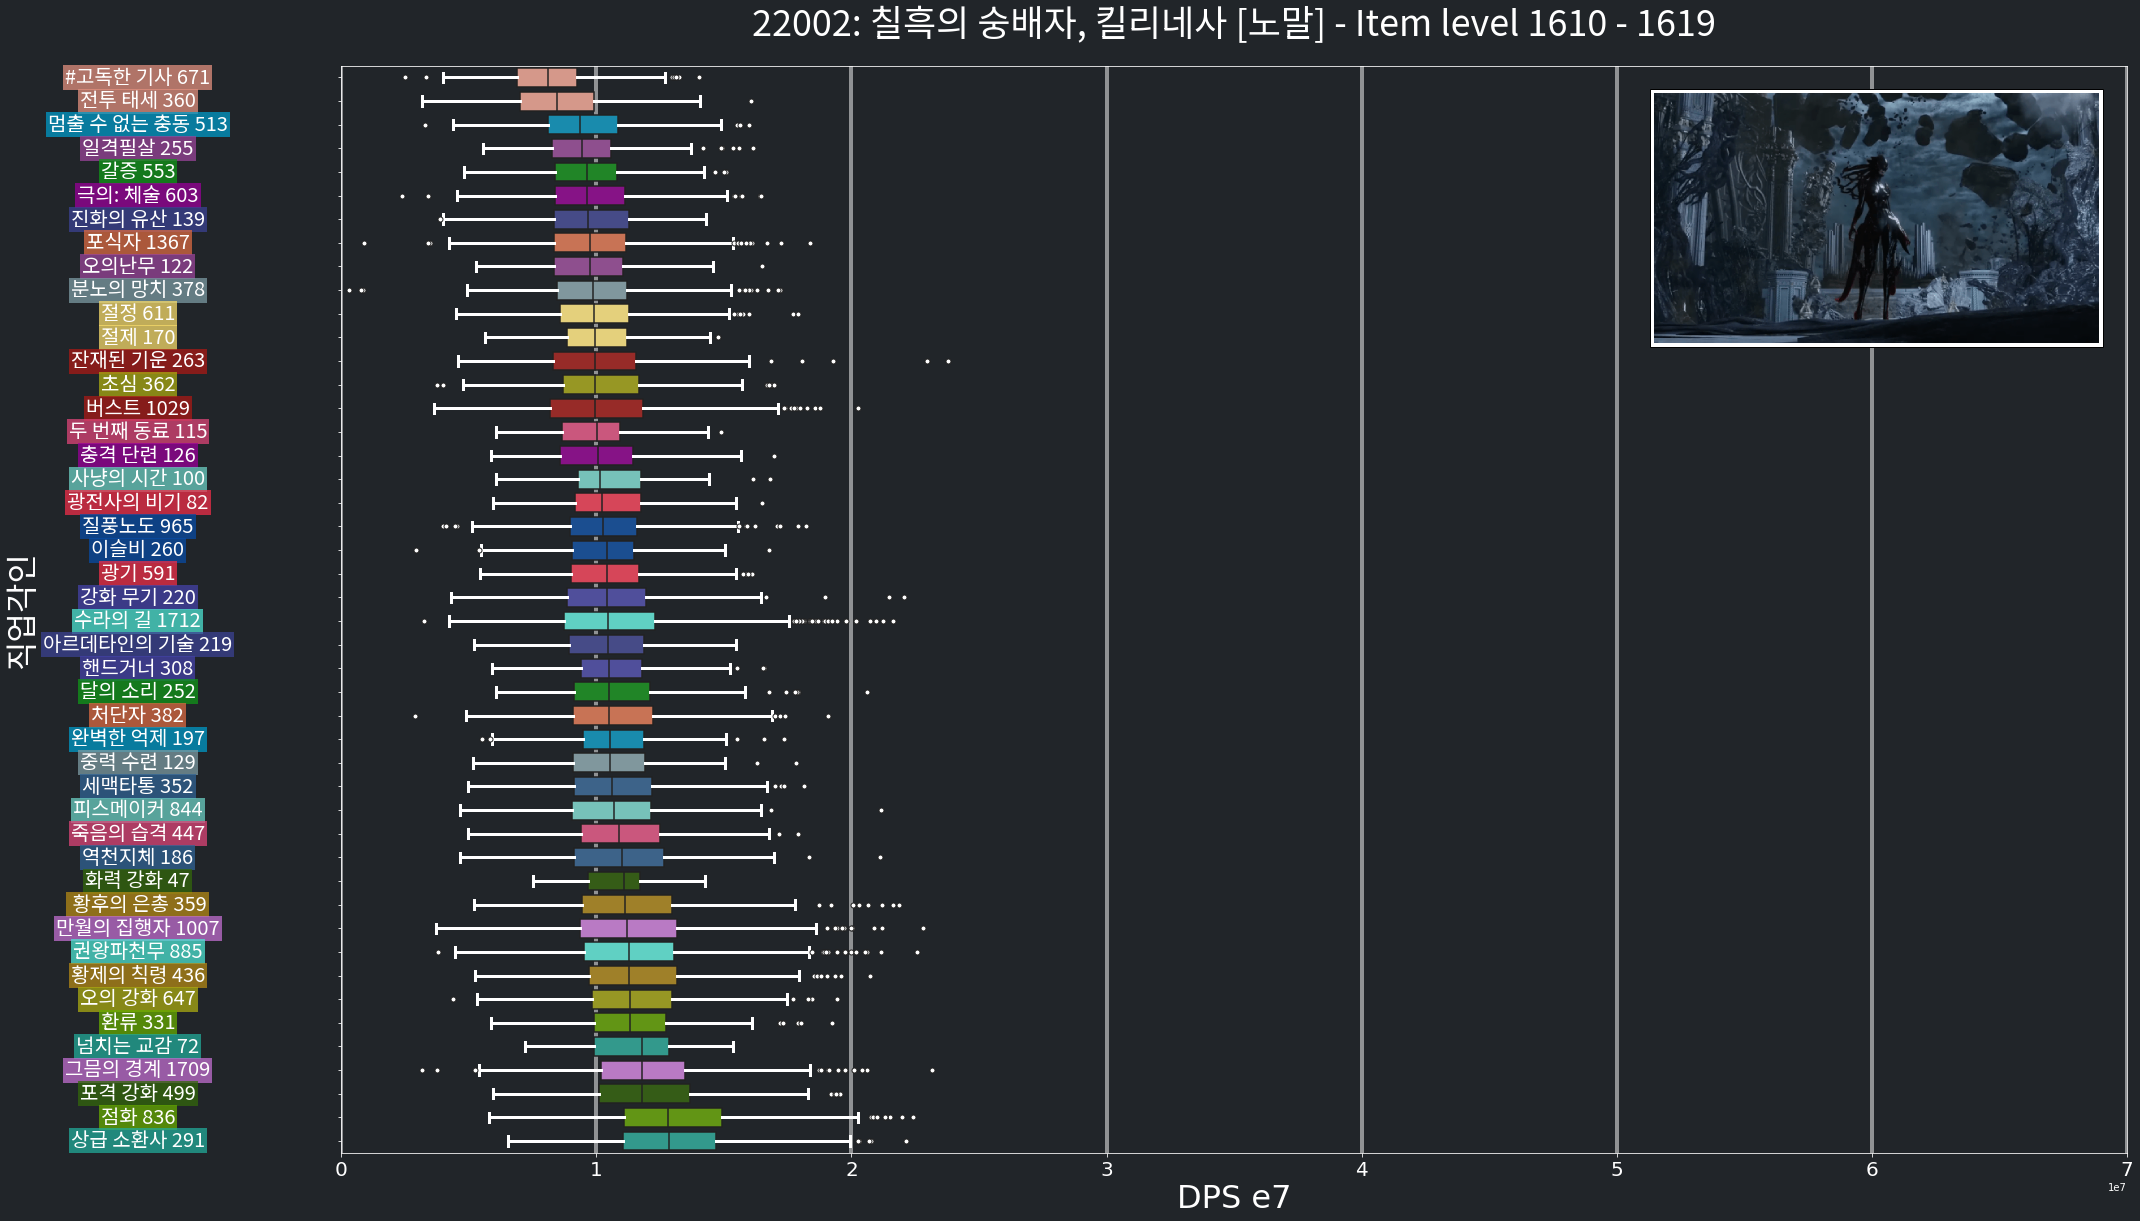 22002: 칠흑의 숭배자, 킬리네사 [노말] - Item level 1610 - 1619
#고독한 기사 671
전투 태세 360
멈출 수 없는 충동 513
일격필살 255
갈증 553
극의: 체술 603
진화의 유산 139
포식자 1367
오의난무 122
분노의 망치 378
절정 611
절제 170
잔재된 기운 263
초심 362
버스트 1029
두 번째 동료 115
충격 단련 126
사냥의 시간 100
광전사의 비기 82
질풍노도 965
이슬비 260
광기 591
강화 무기 220
수라의 길 1712
아르데타인의 기술 219
핸드거너 308
달의 소리 252
처단자 382
완벽한 억제 197
중력 수련 129
세맥타통 352
피스메이커 844
죽음의 습격 447
역천지체 186
화력 강화 47
황후의 은총 359
만월의 집행자 1007
권왕파천무 885
황제의 칙령 436
오의 강화 647
환류 331
넘치는 교감 72
그믐의 경계 1709
포격 강화 499
점화 836
상급 소환사 291
직업각인
0 1 2 3 4 5 6 7
1e7
DPS e7